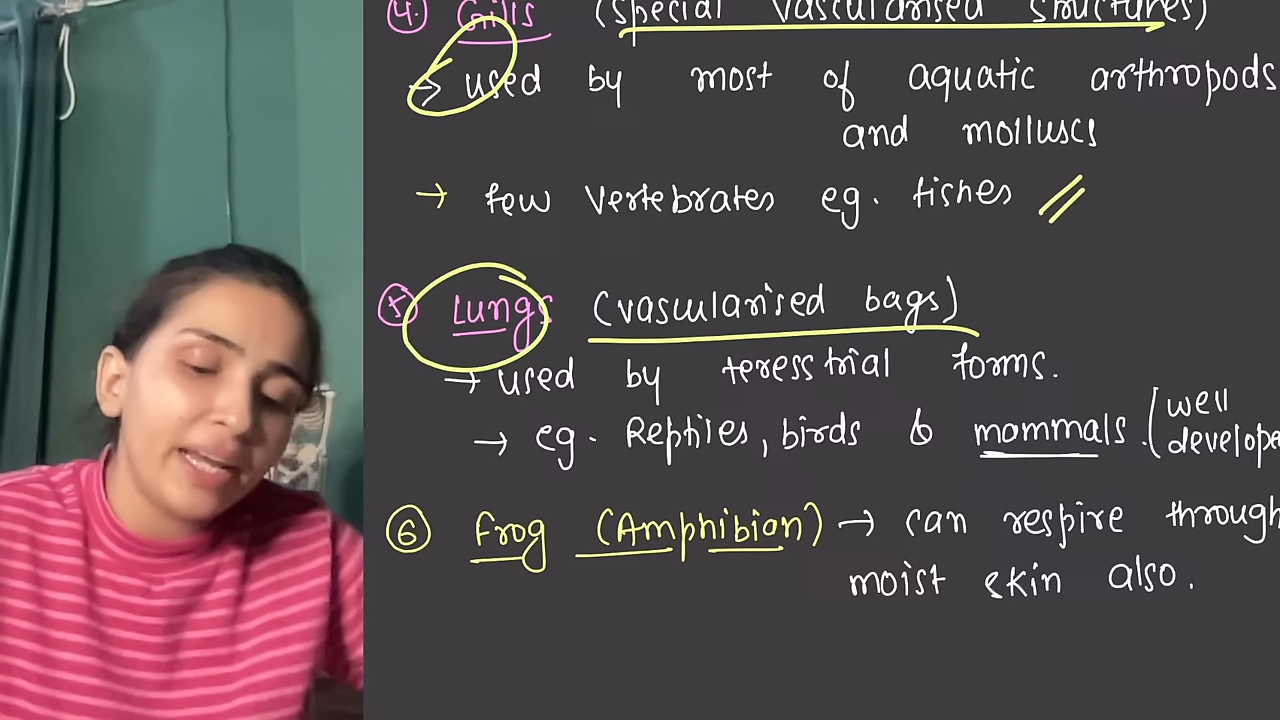 4. Gills (special vascularised structures)
→ used by most of aquatic arthropods
and molluscs
→ few vertebrates eg. fishes //
5 Lungs (vascularised bags)
→ used by teresstrial forms.
→ eg. Reptiles, birds & mammals. (well
develope
6 Frog (Amphibian) → can respire through
moist skin also.